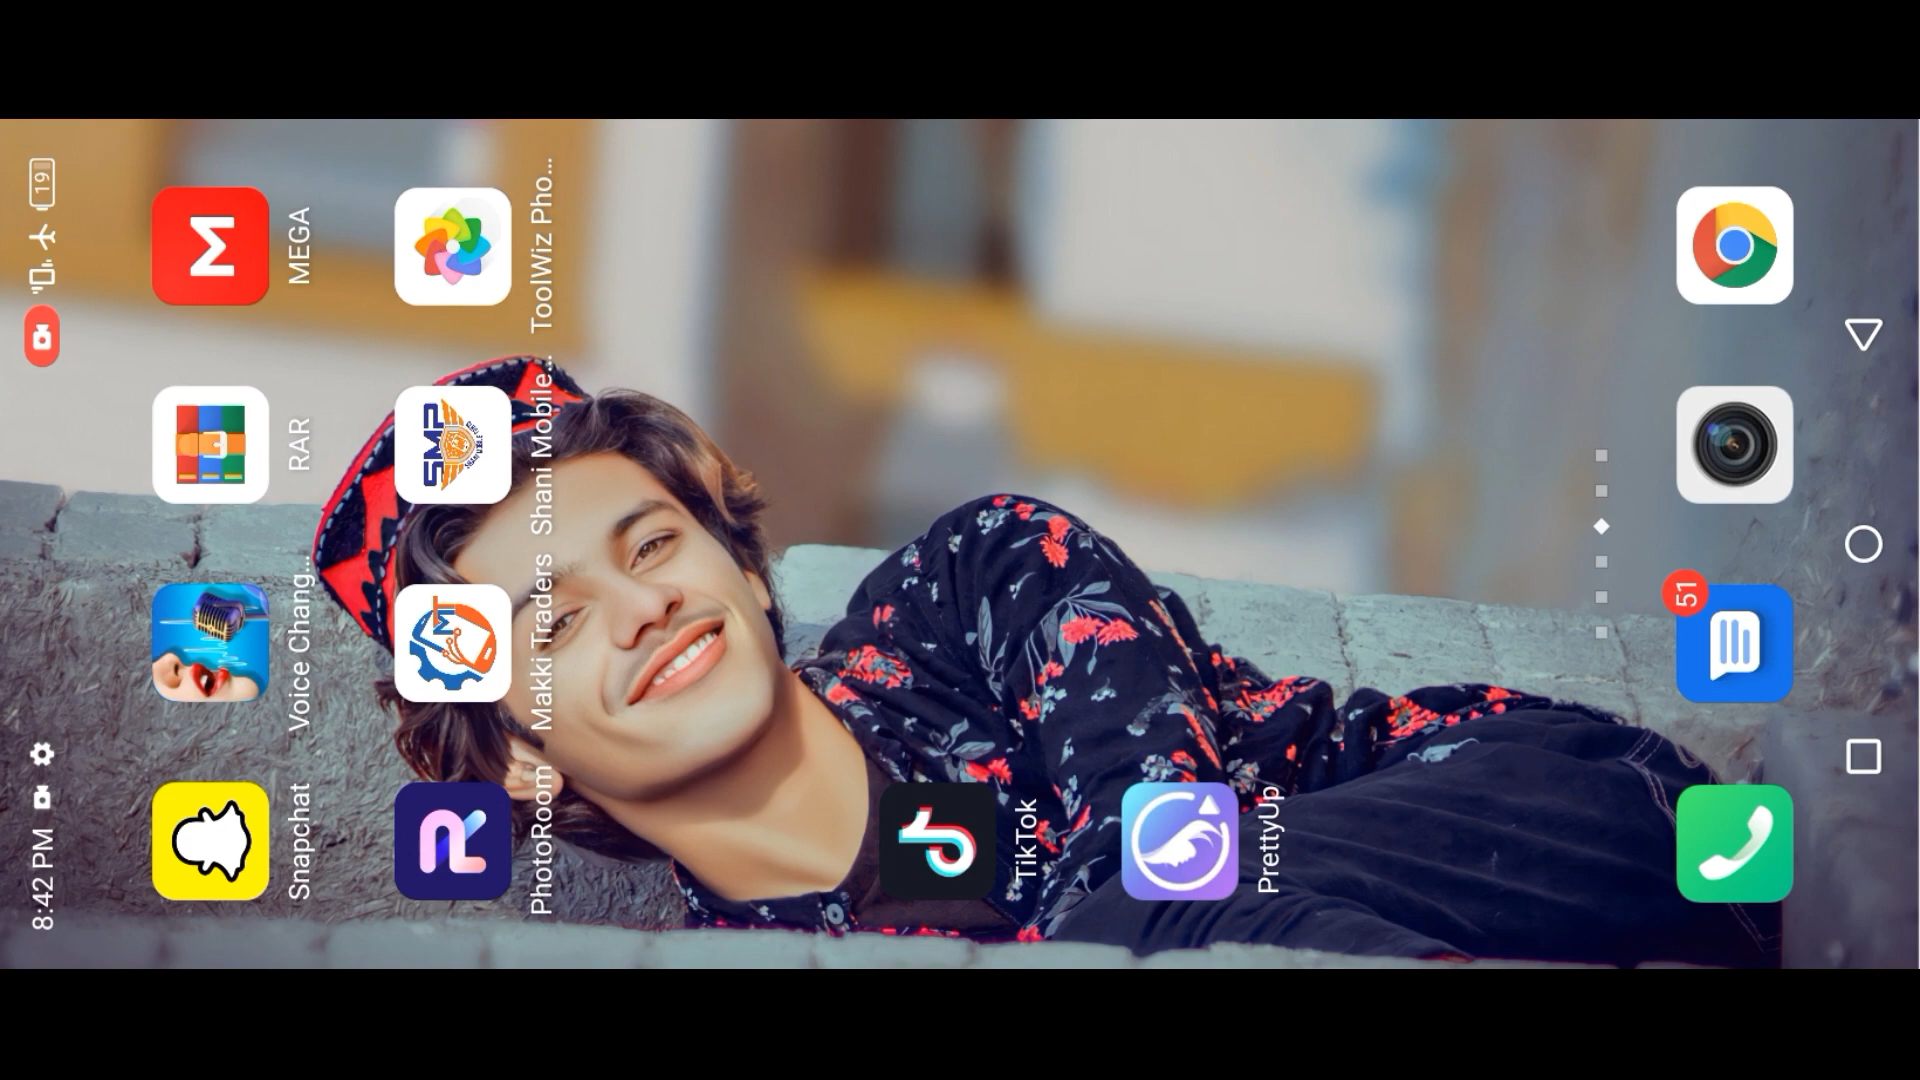 8:42 PM
19
Snapchat
Voice Chang...
RAR
MEGA
SMP
PhotoRoom
Makki Traders
Shani Mobile...
ToolWiz Pho...
TikTok
PrettyUp
51